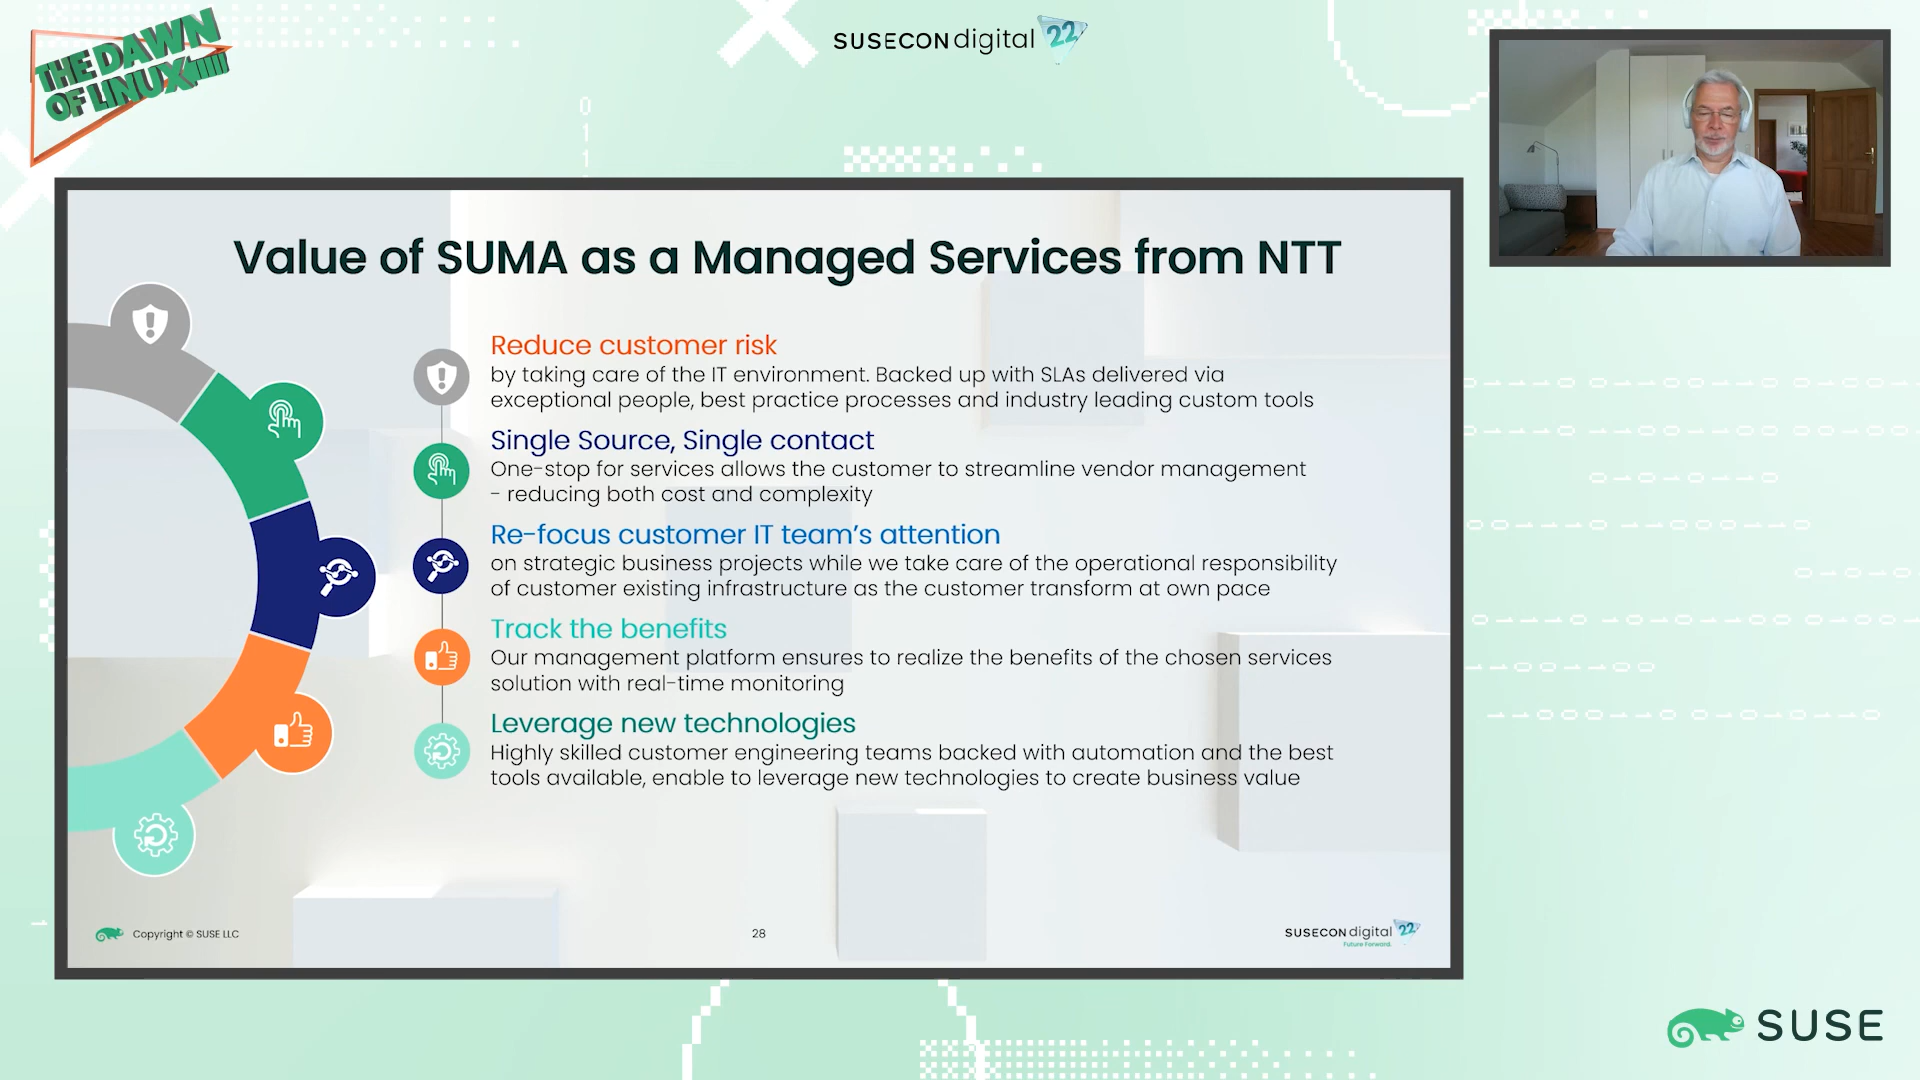 THE DAWN
OF LINUX
SUSECON digital 22
0
1
1
Value of SUMA as a Managed Services from NTT
Reduce customer risk
by taking care of the IT environment. Backed up with SLAs delivered via
exceptional people, best practice processes and industry leading custom tools
Single Source, Single contact
One-stop for services allows the customer to streamline vendor management
- reducing both cost and complexity
Re-focus customer IT team's attention
on strategic business projects while we take care of the operational responsibility
of customer existing infrastructure as the customer transform at own pace
Track the benefits
Our management platform ensures to realize the benefits of the chosen services
solution with real-time monitoring
Leverage new technologies
Highly skilled customer engineering teams backed with automation and the best
tools available, enable to leverage new technologies to create business value
Copyright © SUSE LLC
28
SUSECON digital 22
Future Forward.
SUSE